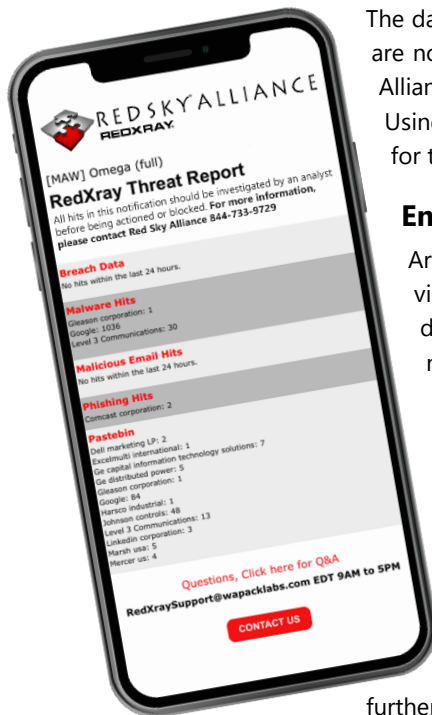 The da
are no
Allian
Using
for t
En
Ar
vi
d
REDSKY ALLIANCE
REDXRAY
[MAW] Omega (full)
RedXray Threat Report
All hits in this notification should be investigated by an analyst
before being actioned or blocked. For more information,
please contact Red Sky Alliance 844-733-9729
Breach Data
No hits within the last 24 hours.
Malware Hits
Gleason corporation: 1
Google: 1036
Level 3 Communications: 30
Malicious Email Hits
No hits within the last 24 hours.
Phishing Hits
Comcast corporation: 2
Pastebin
Dell marketing LP: 2
Excelmulti international: 1
Ge capital information technology solutions: 7
Ge distributed power: 5
Gleason corporation: 1
Google: 84
Harsco industrial: 1
Johnson controls: 48
Level 3 Communications: 13
Linkedin corporation: 3
Marsh usa: 5
Mercer us: 4
Questions, Click here for Q&A
RedXraySupport@wapacklabs.com EDT 9AM to 5PM
CONTACT US
further